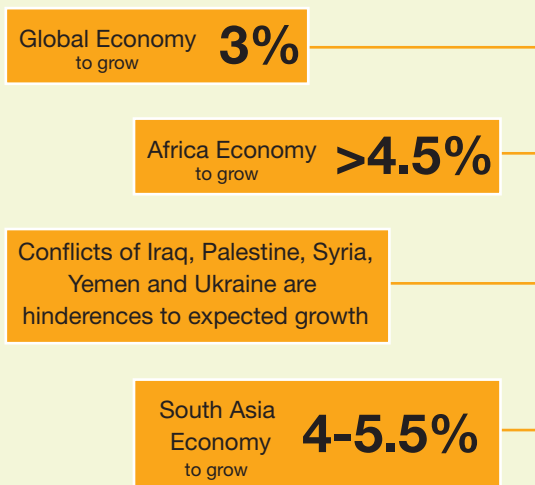 Global Economy 3%
to grow
Africa Economy >4.5%
to grow
Conflicts of Iraq, Palestine, Syria,
Yemen and Ukraine are
hinderences to expected growth
South Asia
Economy 4-5.5%
to grow